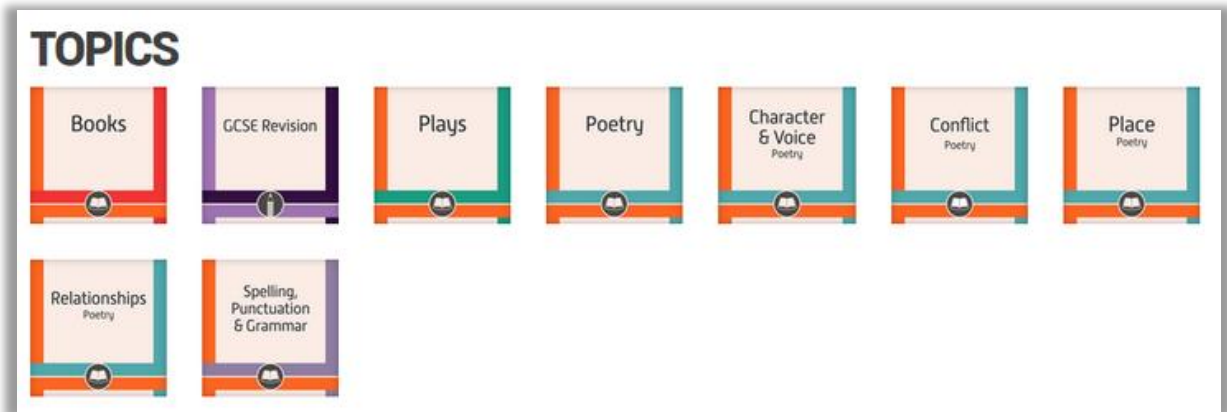 TOPICS
Books
GCSE Revision
Plays
Poetry
Character
& Voice
Poetry
Conflict
Poetry
Place
Poetry
Relationships
Poetry
Spelling,
Punctuation
& Grammar